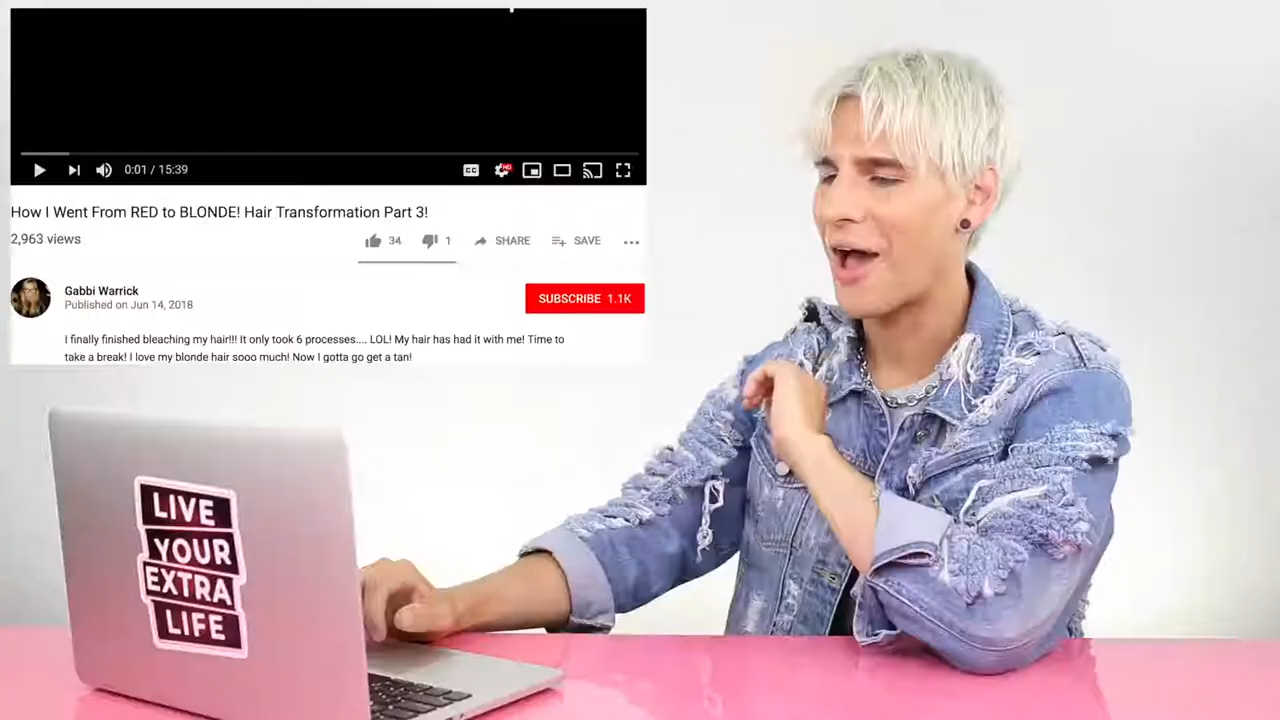 HD
CC
0:01 / 15:39
How I Went From RED to BLONDE! Hair Transformation Part 3!
2,963 views
34
1
SHARE
SAVE
Gabbi Warrick
Published on Jun 14, 2018
SUBSCRIBE 1.1K
I finally finished bleaching my hair!!! It only took 6 processes.... LOL! My hair has had it with me! Time to
take a break! I love my blonde hair sooo much! Now I gotta go get a tan!
LIVE
YOUR
EXTRA
LIFE